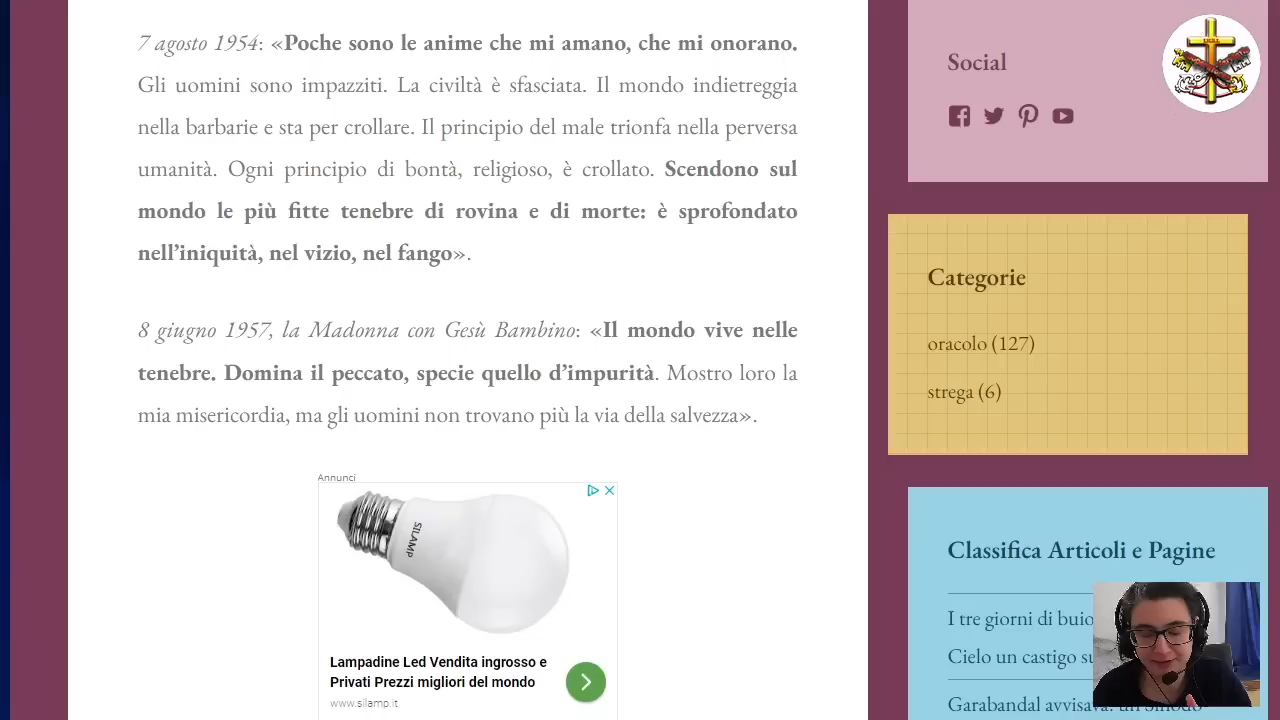 7 agosto 1954: «Poche sono le anime che mi amano, che mi onorano.
Gli uomini sono impazziti. La civiltà è sfasciata. Il mondo indietreggia
nella barbarie e sta per crollare. Il principio del male trionfa nella perversa
umanità. Ogni principio di bontà, religioso, è crollato. Scendono sul
mondo le più fitte tenebre di rovina e di morte: è sprofondato
nell’iniquità, nel vizio, nel fango».
8 giugno 1957, la Madonna con Gesù Bambino: «Il mondo vive nelle
tenebre. Domina il peccato, specie quello d’impurità. Mostro loro la
mia misericordia, ma gli uomini non trovano più la via della salvezza».
Annunci
SILAMP
Lampadine Led Vendita ingrosso e
Privati Prezzi migliori del mondo
www.silamp.it
Social
Categorie
oracolo (127)
strega (6)
Classifica Articoli e Pagine
I tre giorni di buio
Cielo un castigo
Garabandal avvisava: un Sinodo